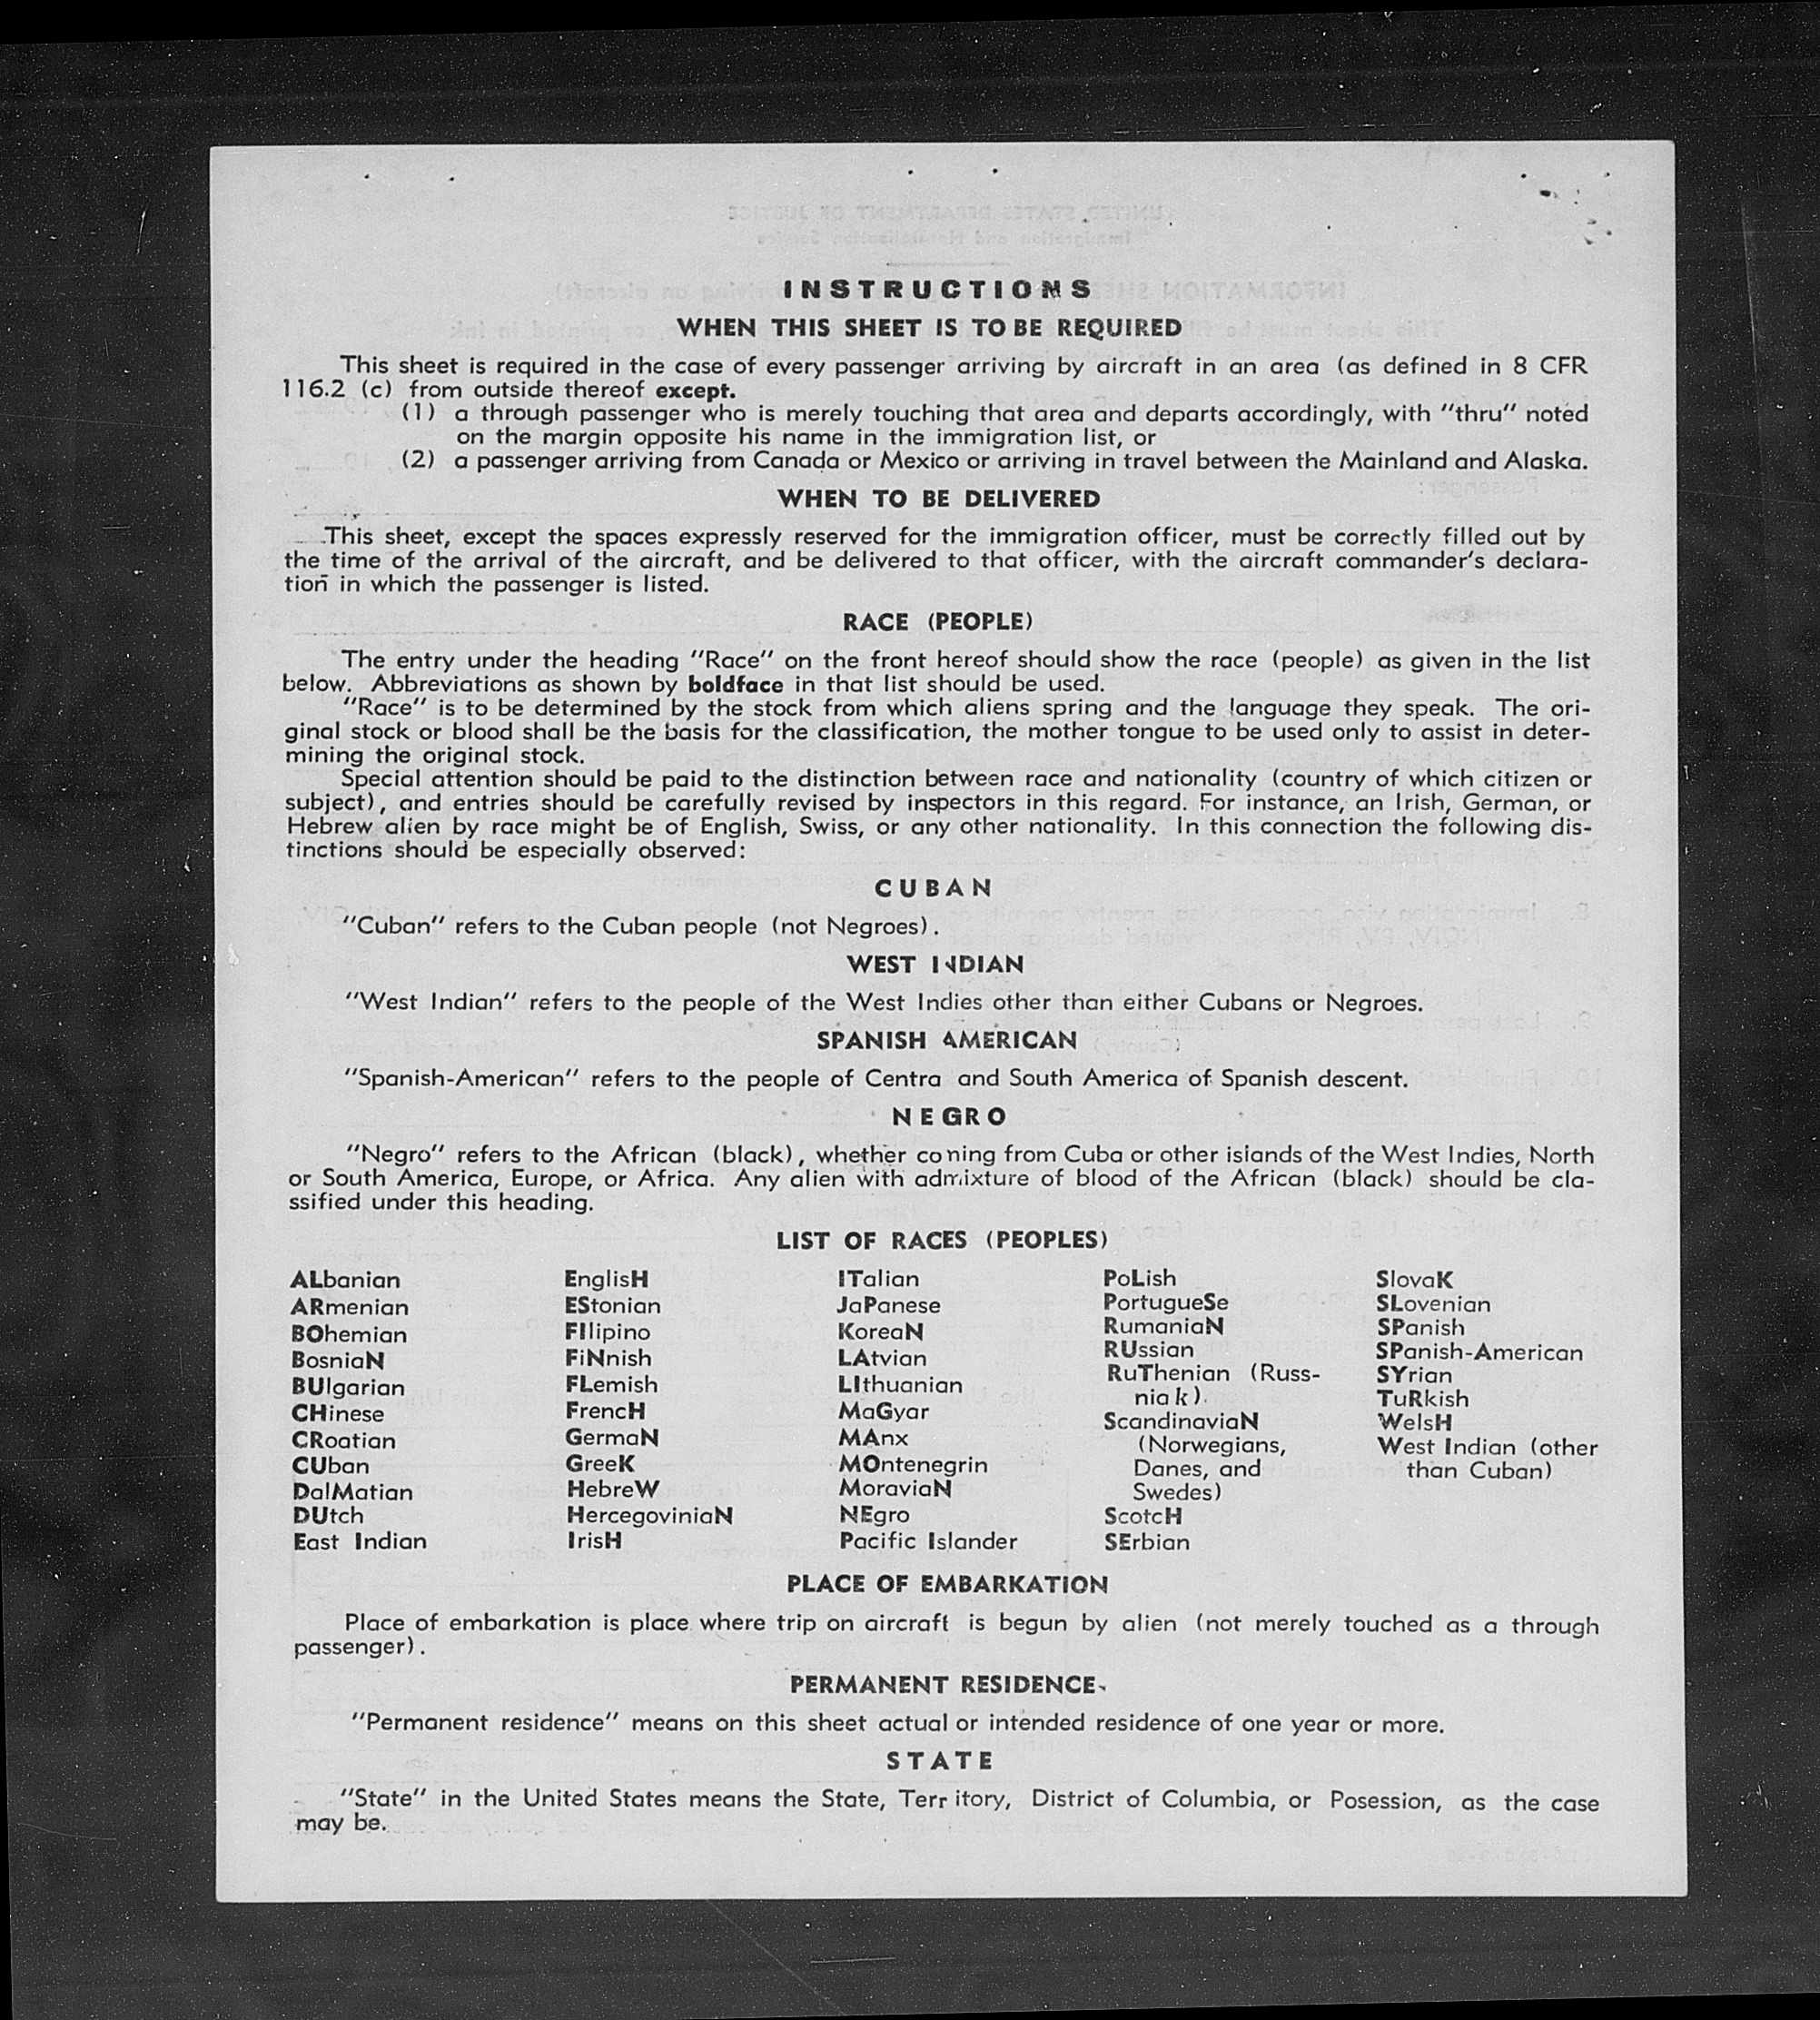 INSTRUCTIONS
WHEN THIS SHEET IS TO BE REQUIRED
This sheet is required in the case of every passenger arriving by aircraft in an area (as defined in 8 CFR
116.2 (c) from outside thereof except.
(1) a through passenger who is merely touching that area and departs accordingly, with "thru" noted
on the margin opposite his name in the immigration list, or
(2) a passenger arriving from Canada or Mexico or arriving in travel between the Mainland and Alaska.
WHEN TO BE DELIVERED
This sheet, except the spaces expressly reserved for the immigration officer, must be correctly filled out by
the time of the arrival of the aircraft, and be delivered to that officer, with the aircraft commander's declara-
tion in which the passenger is listed.
RACE (PEOPLE)
The entry under the heading "Race" on the front hereof should show the race (people) as given in the list
below. Abbreviations as shown by boldface in that list should be used.
"Race" is to be determined by the stock from which aliens spring and the language they speak. The ori-
ginal stock or blood shall be the basis for the classification, the mother tongue to be used only to assist in deter-
mining the original stock.
Special attention should be paid to the distinction between race and nationality (country of which citizen or
subject), and entries should be carefully revised by inspectors in this regard. For instance, an Irish, German, or
Hebrew alien by race might be of English, Swiss, or any other nationality. In this connection the following dis-
tinctions should be especially observed:
CUBAN
"Cuban" refers to the Cuban people (not Negroes).
WEST INDIAN
"West Indian" refers to the people of the West Indies other than either Cubans or Negroes.
SPANISH AMERICAN
"Spanish-American" refers to the people of Centra and South America of Spanish descent.
NEGRO
"Negro" refers to the African (black), whether coning from Cuba or other islands of the West Indies, North
or South America, Europe, or Africa. Any alien with admixture of blood of the African (black) should be cla-
ssified under this heading.
LIST OF RACES (PEOPLES)
ALbanian
ARmenian
BOhemian
BosniaN
BUlgarian
CHinese
CRoatian
CUban
DalMatian
DUtch
East Indian
EnglisH
EStonian
FIlipino
FiNnish
FLemish
FrencH
GermaN
GreeK
HebreW
HercegoviniaN
IrisH
ITalian
JaPanese
KoreaN
LAtvian
LIthuanian
MaGyar
MAnx
MOntenegrin
MoraviaN
NEgro
Pacific Islander
PoLish
PortugueSe
RumaniaN
RUssian
RuThenian (Russ-
niak).
ScandinaviaN
(Norwegians,
Danes, and
Swedes)
ScotcH
SErbian
SlovaK
SLovenian
SPanish
SPanish-American
SYrian
TuRkish
WelsH
West Indian (other
than Cuban)
PLACE OF EMBARKATION
Place of embarkation is place where trip on aircraft is begun by alien (not merely touched as a through
passenger).
PERMANENT RESIDENCE
"Permanent residence" means on this sheet actual or intended residence of one year or more.
STATE
"State" in the United States means the State, Territory, District of Columbia, or Posession, as the case
may be.